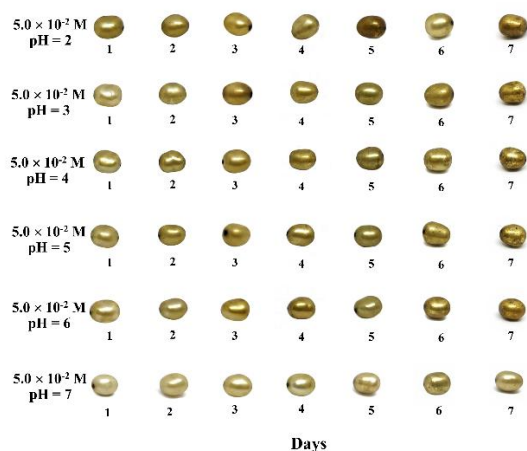 5.0 × 10⁻² M
pH = 2
1 2 3 4 5 6 7
5.0 × 10⁻² M
pH = 3
1 2 3 4 5 6 7
5.0 × 10⁻² M
pH = 4
1 2 3 4 5 6 7
5.0 × 10⁻² M
pH = 5
1 2 3 4 5 6 7
5.0 × 10⁻² M
pH = 6
1 2 3 4 5 6 7
5.0 × 10⁻² M
pH = 7
1 2 3 4 5 6 7
Days